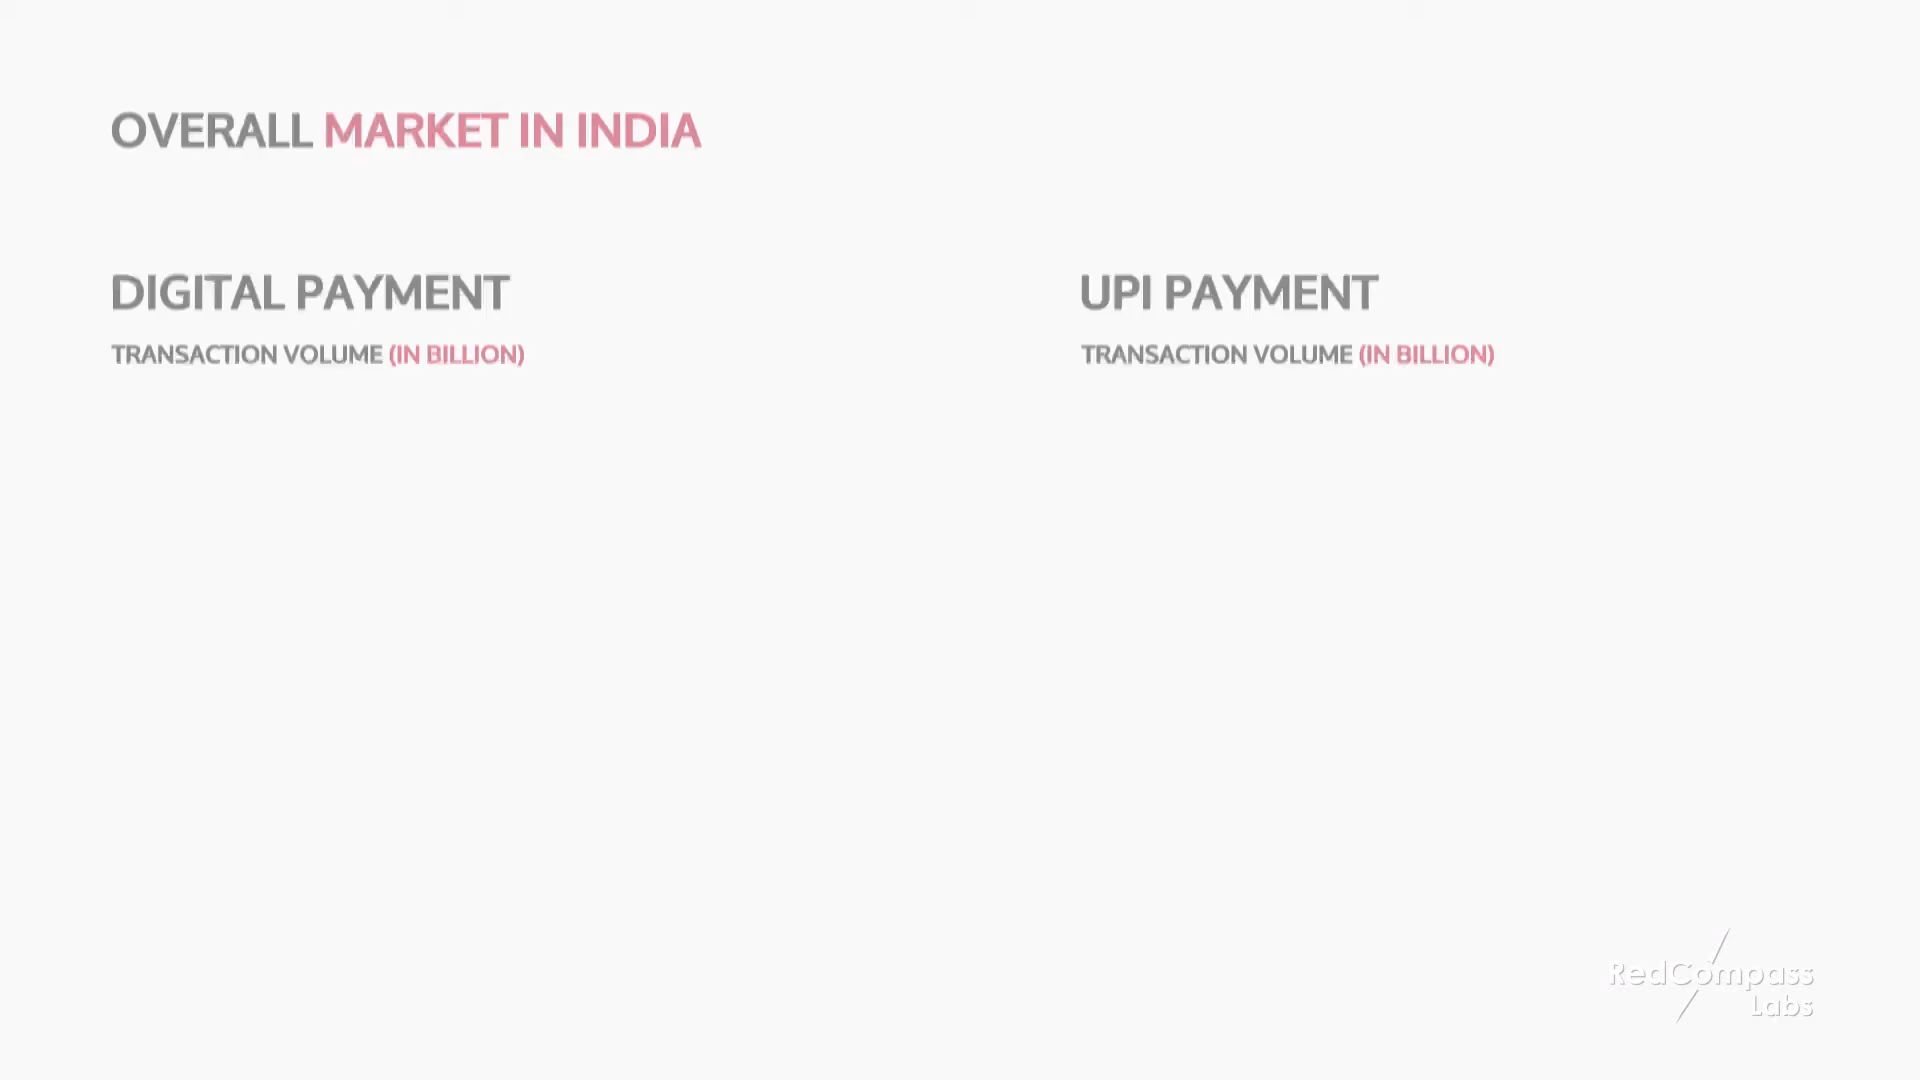 OVERALL MARKET IN INDIA
DIGITAL PAYMENT
TRANSACTION VOLUME (IN BILLION)
UPI PAYMENT
TRANSACTION VOLUME (IN BILLION)
RedCompass
Labs